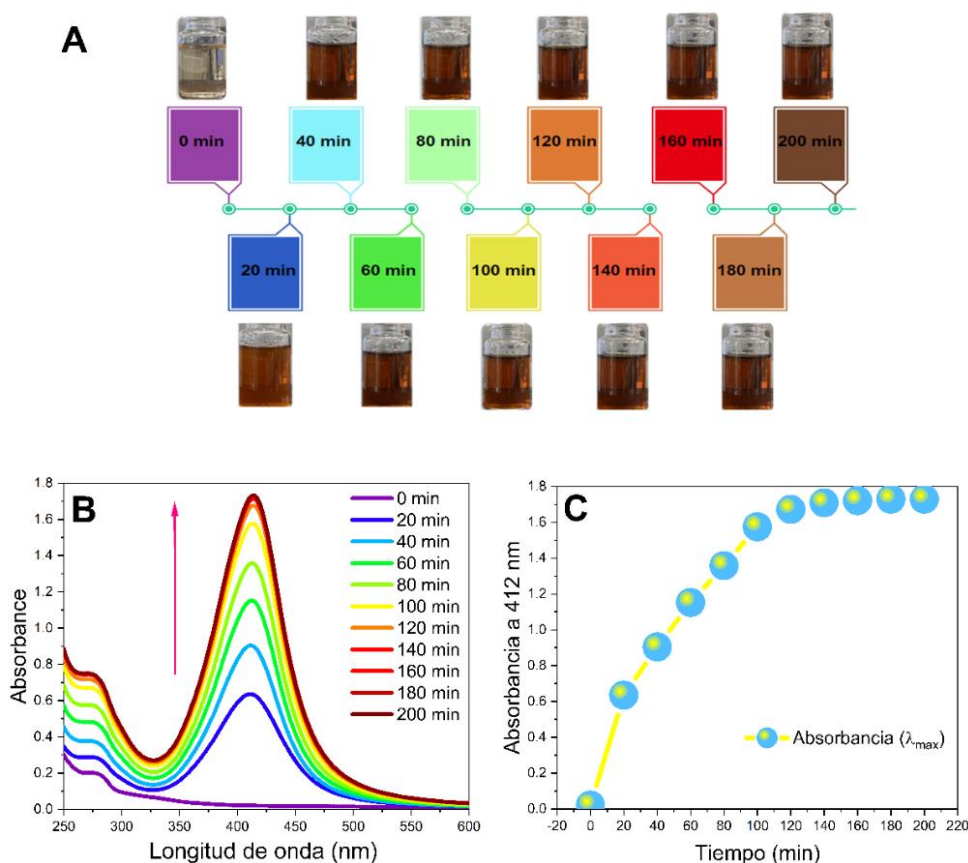 A
0 min
40 min
80 min
120 min
160 min
200 min
20 min
60 min
100 min
140 min
180 min
B
Absorbance
1.8
1.6
1.4
1.2
1.0
0.8
0.6
0.4
0.2
0.0
250 300 350 400 450 500 550 600
Longitud de onda (nm)
0 min
20 min
40 min
60 min
80 min
100 min
120 min
140 min
160 min
180 min
200 min
C
Absorbancia a 412 nm
1.8
1.6
1.4
1.2
1.0
0.8
0.6
0.4
0.2
0.0
-20 0 20 40 60 80 100 120 140 160 180 200 220
Tiempo (min)
Absorbancia (λmax)